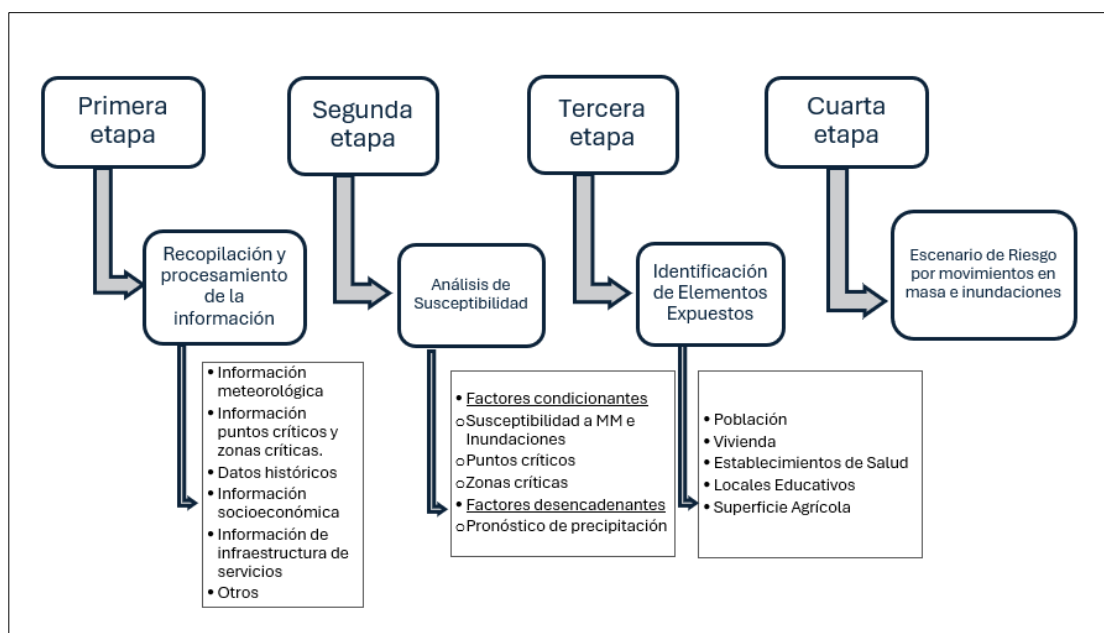 Primera
etapa
Segunda
etapa
Tercera
etapa
Cuarta
etapa
Recopilación y
procesamiento
de la
información
Análisis de
Susceptibilidad
Identificación
de Elementos
Expuestos
Escenario de Riesgo
por movimientos en
masa e inundaciones
• Información
meteorológica
• Información
puntos críticos y
zonas críticas.
• Datos históricos
• Información
socioeconómica
• Información de
infraestructura de
servicios
• Otros
• Factores condicionantes
o Susceptibilidad a MM e
Inundaciones
o Puntos críticos
o Zonas críticas
• Factores desencadenantes
o Pronóstico de precipitación
• Población
• Vivienda
• Establecimientos de Salud
• Locales Educativos
• Superficie Agrícola